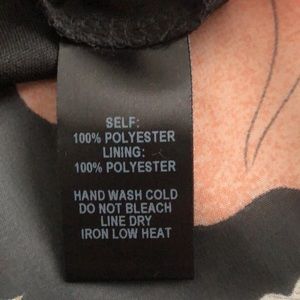 SELF:
100% POLYESTER
LINING:
100% POLYESTER
HAND WASH COLD
DO NOT BLEACH
LINE DRY
IRON LOW HEAT